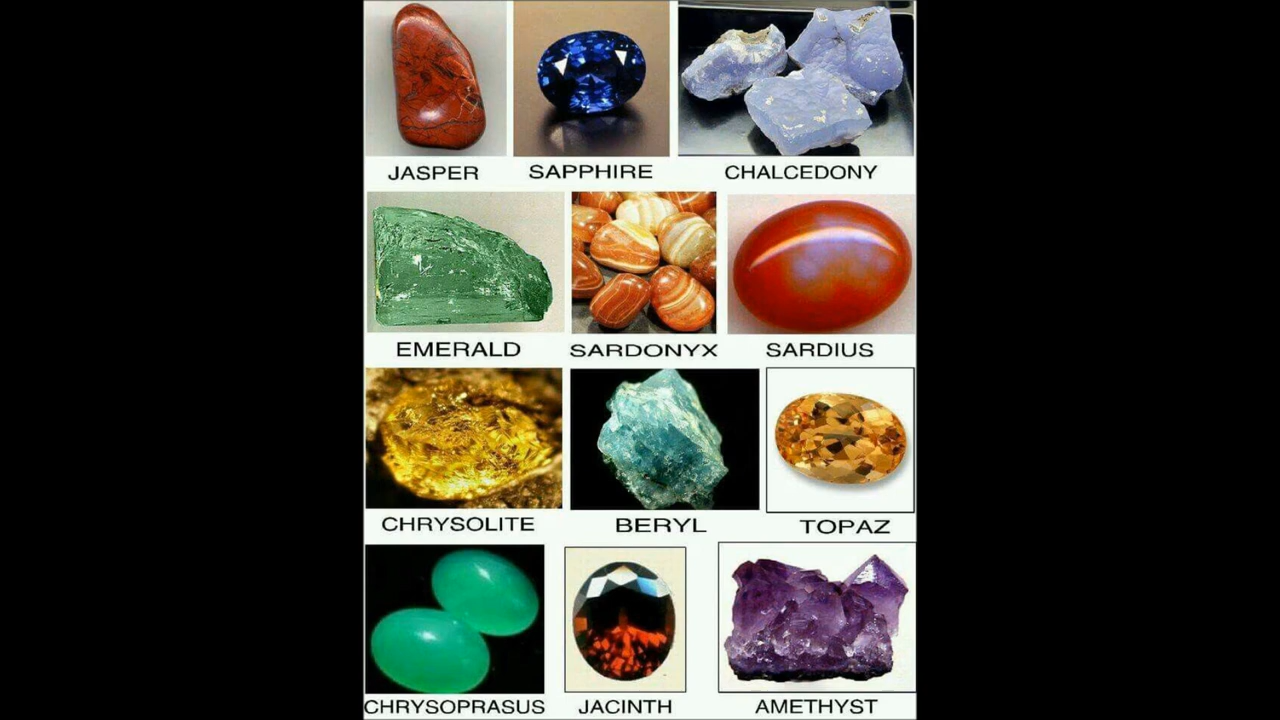 JASPER
SAPPHIRE
CHALCEDONY
EMERALD
SARDONYX
SARDIUS
CHRYSOLITE
BERYL
TOPAZ
CHRYSOPRASUS
JACINTH
AMETHYST